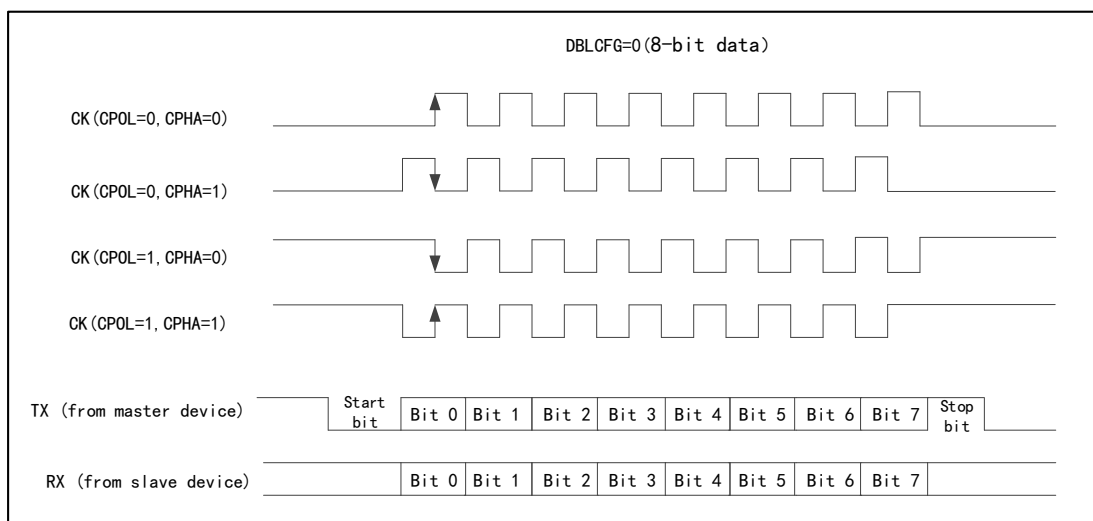 DBLCFG=0(8-bit data)
CK(CPOL=0,CPHA=0)
CK(CPOL=0,CPHA=1)
CK(CPOL=1,CPHA=0)
CK(CPOL=1,CPHA=1)
TX (from master device) Start bit Bit 0 Bit 1 Bit 2 Bit 3 Bit 4 Bit 5 Bit 6 Bit 7 Stop bit
RX (from slave device) Bit 0 Bit 1 Bit 2 Bit 3 Bit 4 Bit 5 Bit 6 Bit 7